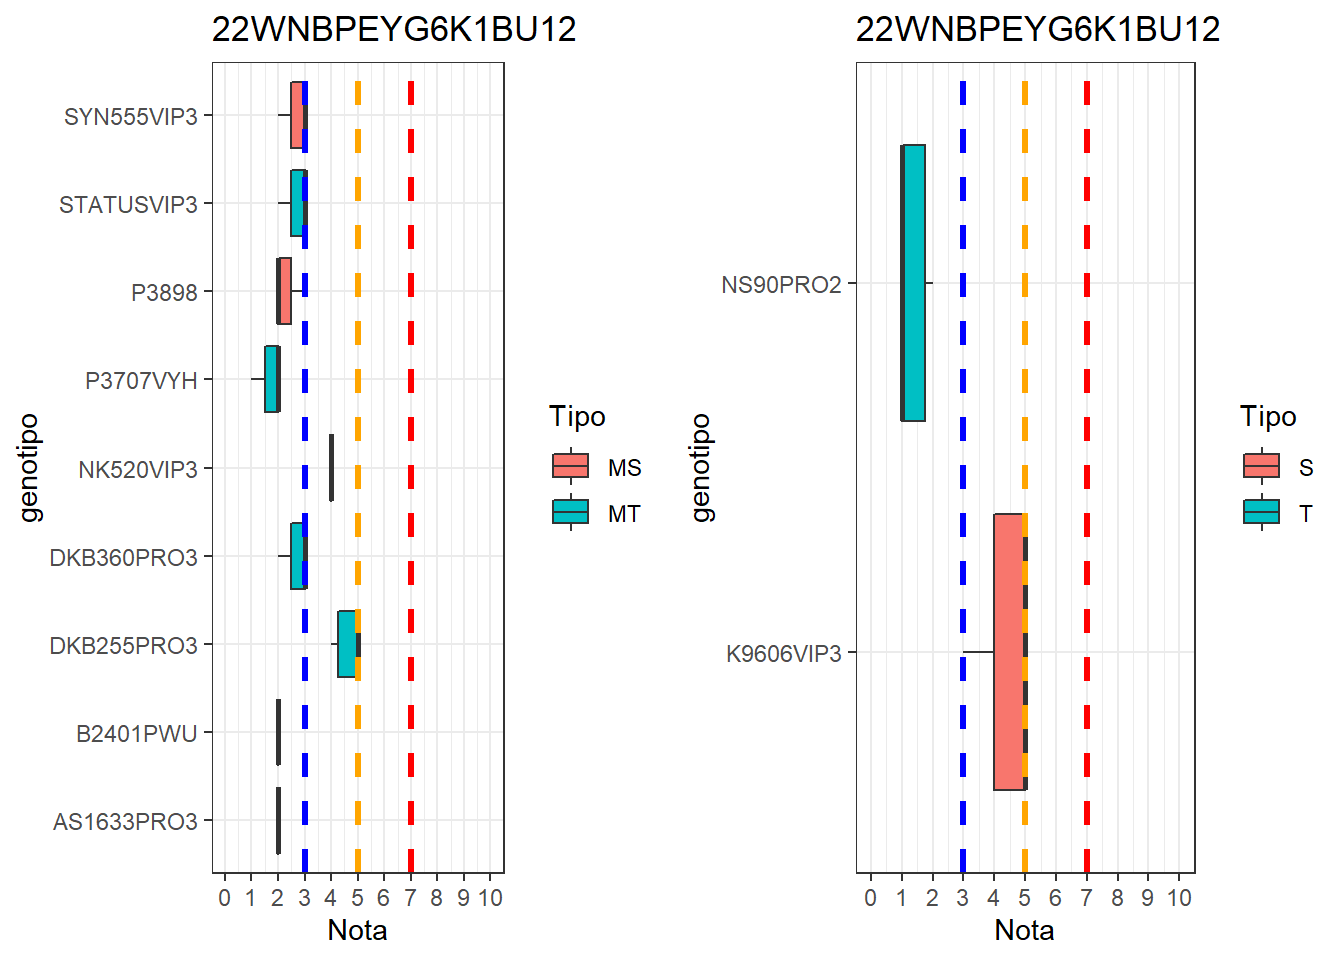 22WNBPEYG6K1BU12
genotipo
SYN555VIP3
STATUSVIP3
P3898
P3707VYH
NK520VIP3
DKB360PRO3
DKB255PRO3
B2401PWU
AS1633PRO3
0 1 2 3 4 5 6 7 8 9 10
Nota
Tipo
MS
MT
22WNBPEYG6K1BU12
genotipo
NS90PRO2
K9606VIP3
0 1 2 3 4 5 6 7 8 9 10
Nota
Tipo
S
T